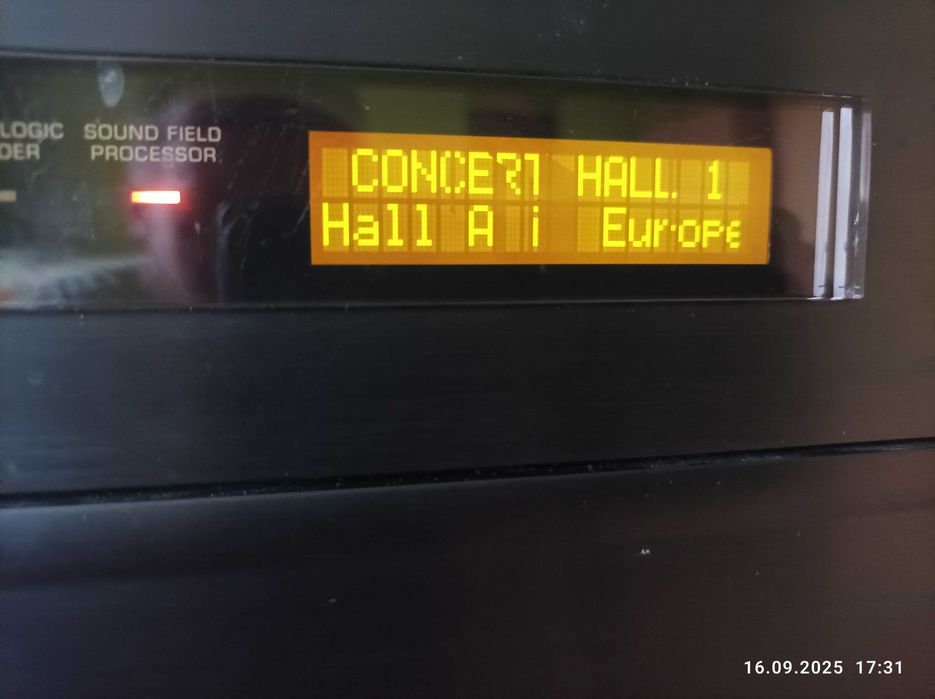 LOGIC
DER
SOUND FIELD
PROCESSOR
CONCERT HALL 1
Hall A i Europe
16.09.2025 17:31